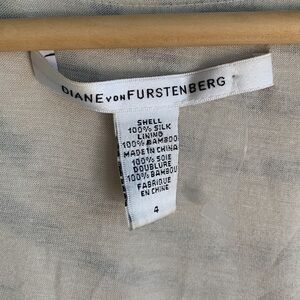 DIANE VON FURSTENBERG
SHELL
100% SILK
LINING
100% BAMBOO
MADE IN CHINA
100% SOIE
DOUBLURE
100% BAMBOU
FABRIQUE
EN CHINE
4